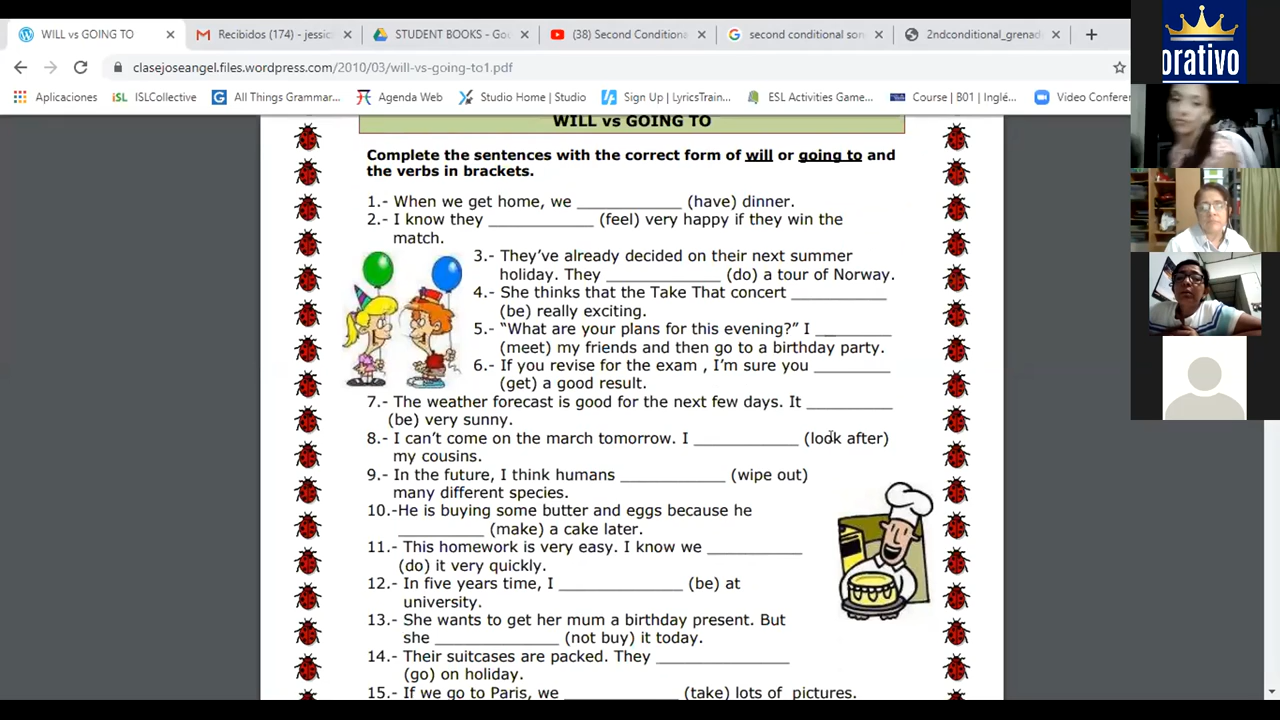 WILL vs GOING TO
Recibidos (174) - jessic
STUDENT BOOKS - Goo
(38) Second Conditiona
second conditional son
2ndconditional_grenad
clasejoseangel.files.wordpress.com/2010/03/will-vs-going-to1.pdf
Aplicaciones
iSL ISLCollective
All Things Grammar...
Agenda Web
Studio Home | Studio
Sign Up | LyricsTrain...
ESL Activities Game...
Course | B01 | Inglé...
Video Conferen
orativo
WILL vs GOING TO
Complete the sentences with the correct form of will or going to and
the verbs in brackets.
1.- When we get home, we ____________ (have) dinner.
2.- I know they ____________ (feel) very happy if they win the
match.
3.- They’ve already decided on their next summer
holiday. They _____________ (do) a tour of Norway.
4.- She thinks that the Take That concert ___________
(be) really exciting.
5.- “What are your plans for this evening?” I _________
(meet) my friends and then go to a birthday party.
6.- If you revise for the exam , I’m sure you _________
(get) a good result.
7.- The weather forecast is good for the next few days. It __________
(be) very sunny.
8.- I can’t come on the march tomorrow. I ____________ (look after)
my cousins.
9.- In the future, I think humans ____________ (wipe out)
many different species.
10.-He is buying some butter and eggs because he
__________ (make) a cake later.
11.- This homework is very easy. I know we ___________
(do) it very quickly.
12.- In five years time, I ______________ (be) at
university.
13.- She wants to get her mum a birthday present. But
she ______________ (not buy) it today.
14.- Their suitcases are packed. They _______________
(go) on holiday.
15.- If we go to Paris, we _____________ (take) lots of pictures.